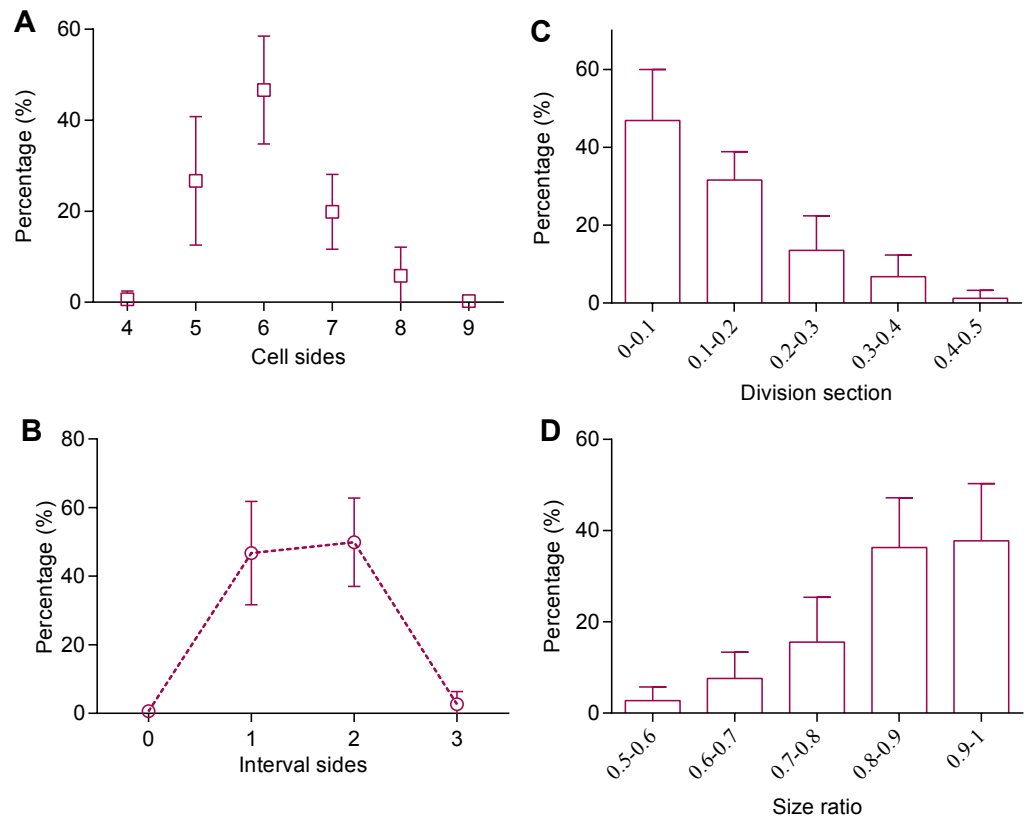 A
Percentage (%)
60
40
20
0
4 5 6 7 8 9
Cell sides
B
Percentage (%)
80
60
40
20
0
0 1 2 3
Interval sides
C
Percentage (%)
60
40
20
0
0-0.1 0.1-0.2 0.2-0.3 0.3-0.4 0.4-0.5
Division section
D
Percentage (%)
60
40
20
0
0.5-0.6 0.6-0.7 0.7-0.8 0.8-0.9 0.9-1
Size ratio